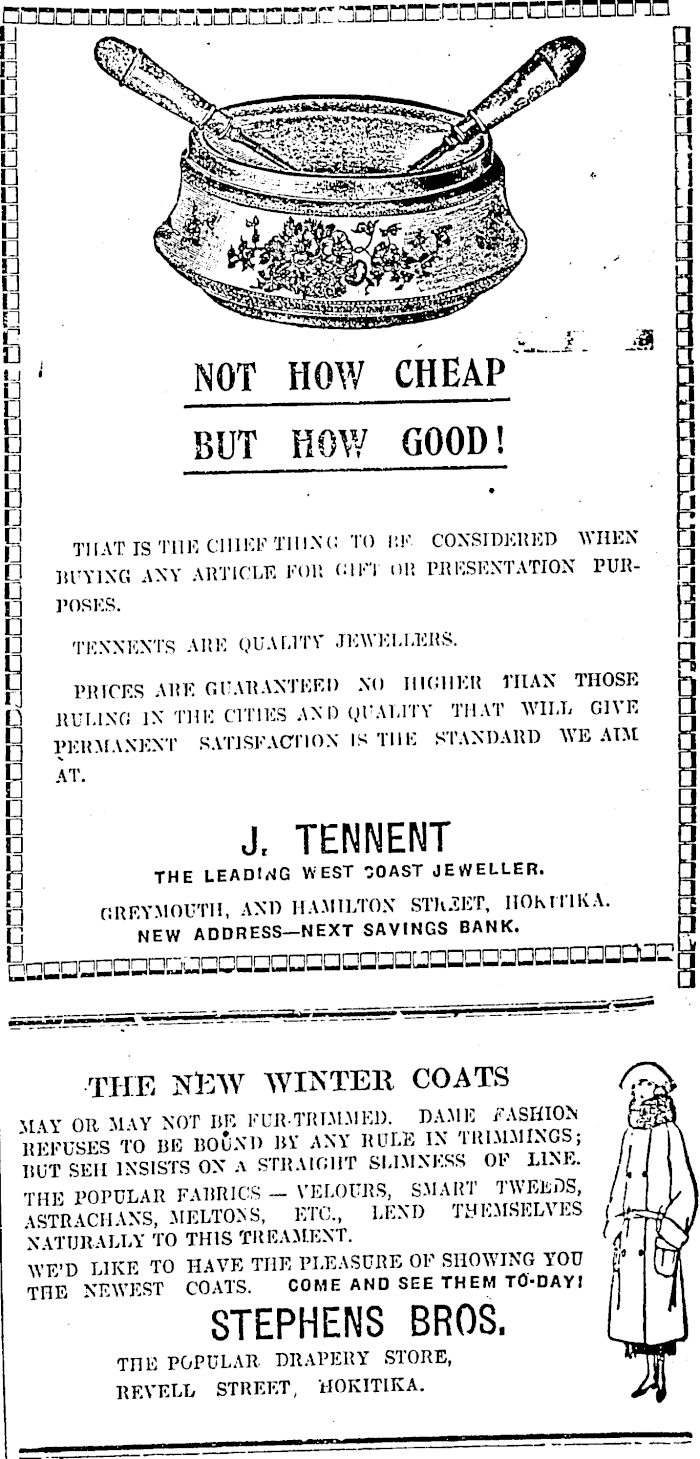 NOT HOW CHEAP
BUT HOW GOOD!
THAT IS THE CHIEF THING TO BE CONSIDERED WHEN
BUYING ANY ARTICLE FOR GIFT OR PRESENTATION PUR-
POSES.
TENNENTS ARE QUALITY JEWELLERS.
PRICES ARE GUARANTEED NO HIGHER THAN THOSE
RULING IN THE CITIES AND QUALITY THAT WILL GIVE
PERMANENT SATISFACTION IS THE STANDARD WE AIM
AT.
J. TENNENT
THE LEADING WEST COAST JEWELLER.
GREYMOUTH, AND HAMILTON STREET, HOKITIKA.
NEW ADDRESS—NEXT SAVINGS BANK.
THE NEW WINTER COATS
MAY OR MAY NOT BE FUR-TRIMMED. DAME FASHION
REFUSES TO BE BOUND BY ANY RULE IN TRIMMINGS;
BUT SEH INSISTS ON A STRAIGHT SLIMNESS OF LINE.
THE POPULAR FABRICS — VELOURS, SMART TWEEDS,
ASTRACHANS, MELTONS, ETC., LEND THEMSELVES
NATURALLY TO THIS TREAMENT.
WE'D LIKE TO HAVE THE PLEASURE OF SHOWING YOU
THE NEWEST COATS. COME AND SEE THEM TO-DAY!
STEPHENS BROS.
THE POPULAR DRAPERY STORE,
REVELL STREET, HOKITIKA.